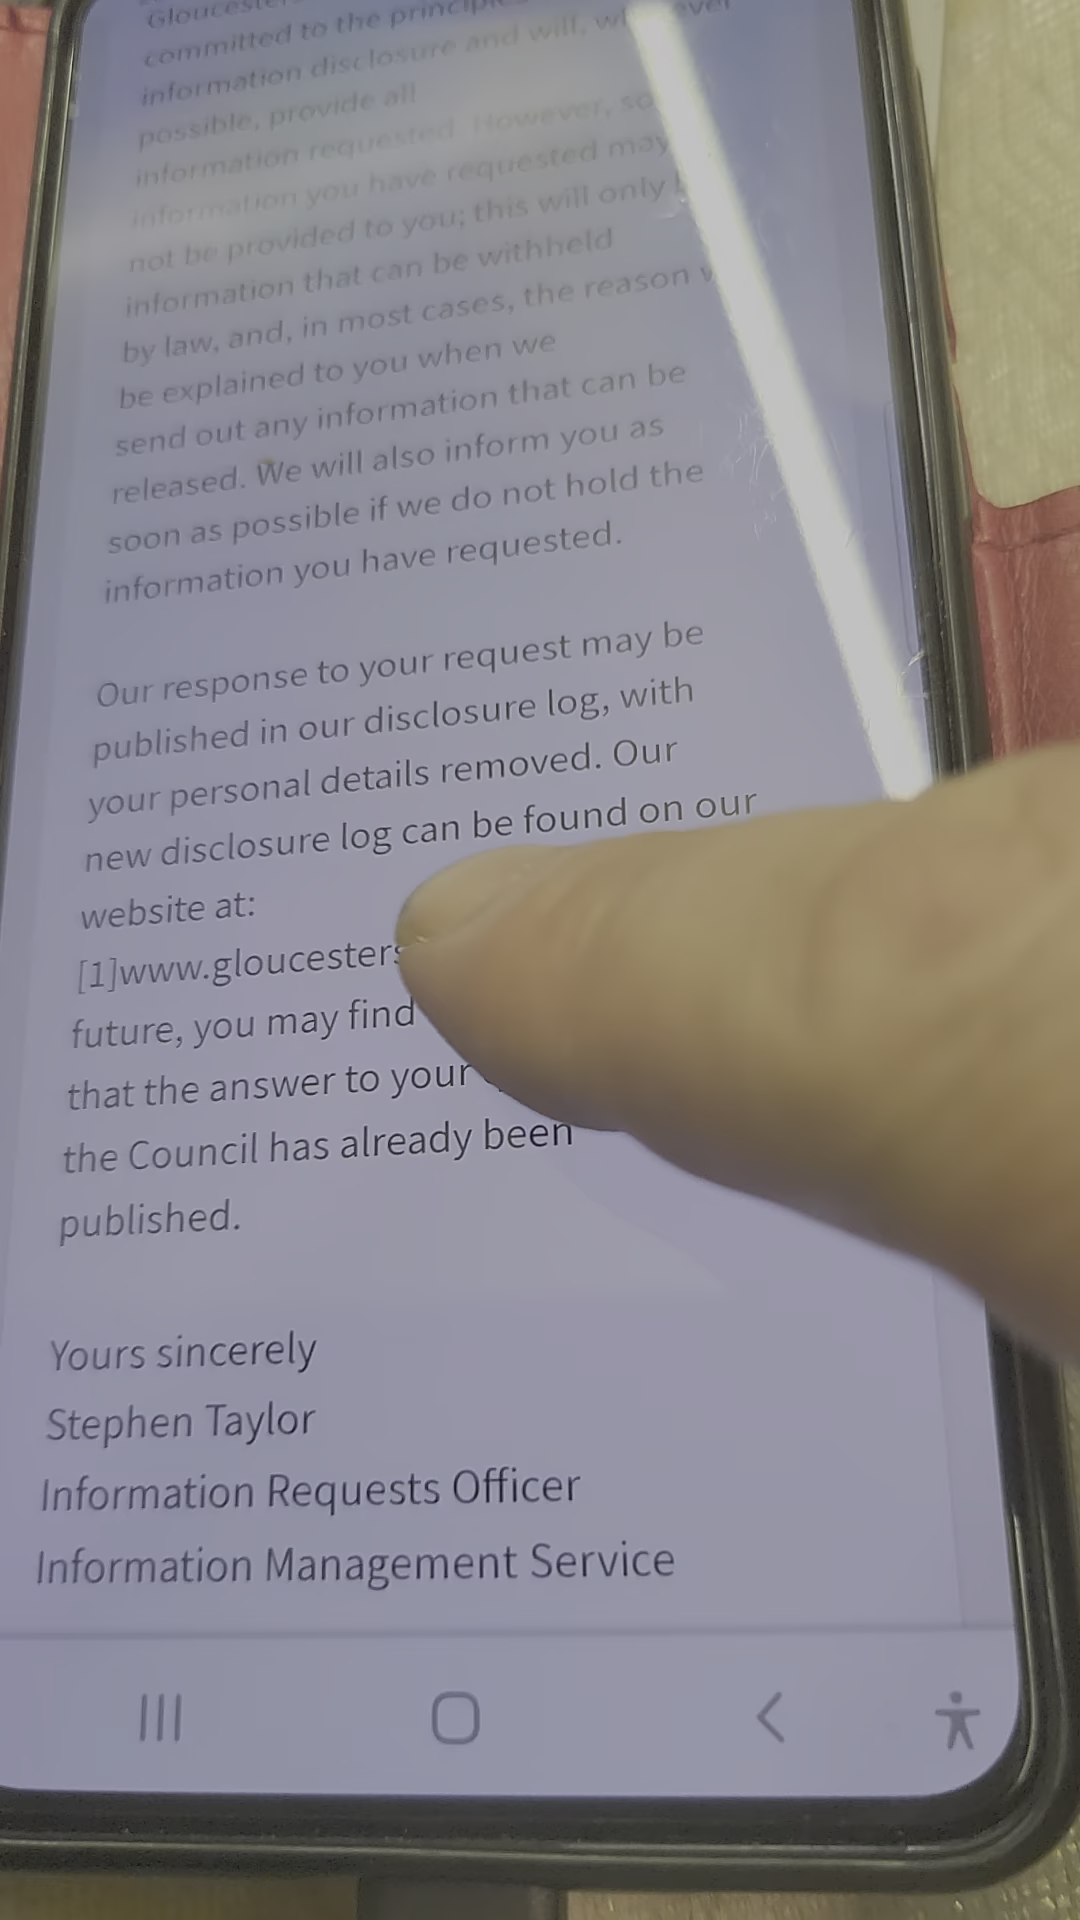 committed to the
information disclosure and will,
possible, provide all
information requested. However,
information you have requested may
not be provided to you; this will only
information that can be withheld
by law, and, in most cases, the reason
be explained to you when we
send out any information that can be
released. We will also inform you as
soon as possible if we do not hold the
information you have requested.
Our response to your request may be
published in our disclosure log, with
your personal details removed. Our
new disclosure log can be found on our
website at:
[1]www.gloucesters
future, you may find
that the answer to your
the Council has already been
published.
Yours sincerely
Stephen Taylor
Information Requests Officer
Information Management Service